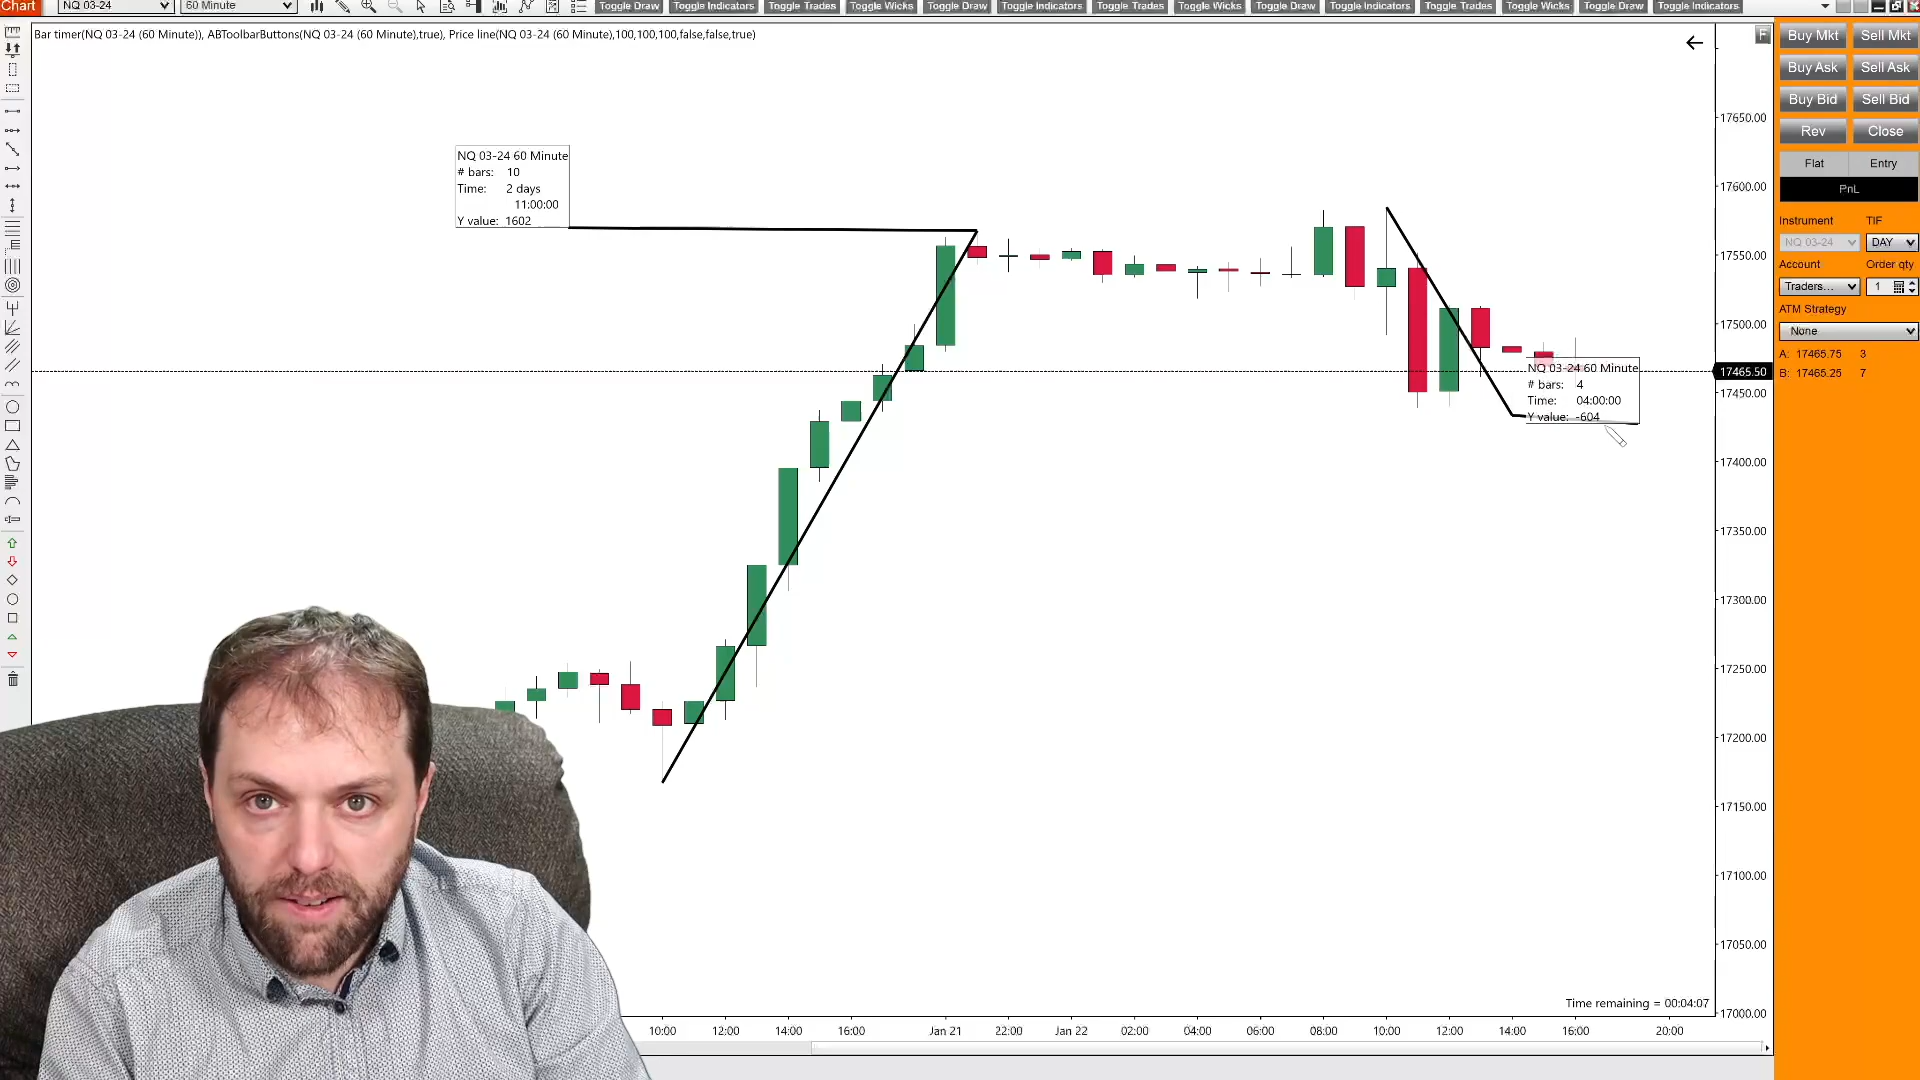 Chart NQ 03-24 60 Minute Toggle Draw Toggle Indicators Toggle Trades Toggle Wicks Toggle Draw Toggle Indicators Toggle Trades Toggle Wicks Toggle Draw Toggle Indicators Toggle Trades Toggle Wicks Toggle Draw Toggle Indicators
Bar timer(NQ 03-24 (60 Minute)), ABToolbarButtons(NQ 03-24 (60 Minute),true), Price line(NQ 03-24 (60 Minute),100,100,100,false,false,true)
F
Buy Mkt Sell Mkt
Buy Ask Sell Ask
Buy Bid Sell Bid
Rev Close
Flat Entry
PnL
Instrument TIF
NQ 03-24 DAY
Account Order qty
Traders... 1
ATM Strategy
None
A: 17465.75 3
B: 17465.25 7
NQ 03-24 60 Minute
# bars: 10
Time: 2 days
11:00:00
Y value: 1602
NQ 03-24 60 Minute
# bars: 4
Time: 04:00:00
Y value: -604
17650.00
17600.00
17550.00
17500.00
17465.50
17450.00
17400.00
17350.00
17300.00
17250.00
17200.00
17150.00
17100.00
17050.00
17000.00
Time remaining = 00:04:07
10:00 12:00 14:00 16:00 Jan 21 22:00 Jan 22 02:00 04:00 06:00 08:00 10:00 12:00 14:00 16:00 20:00